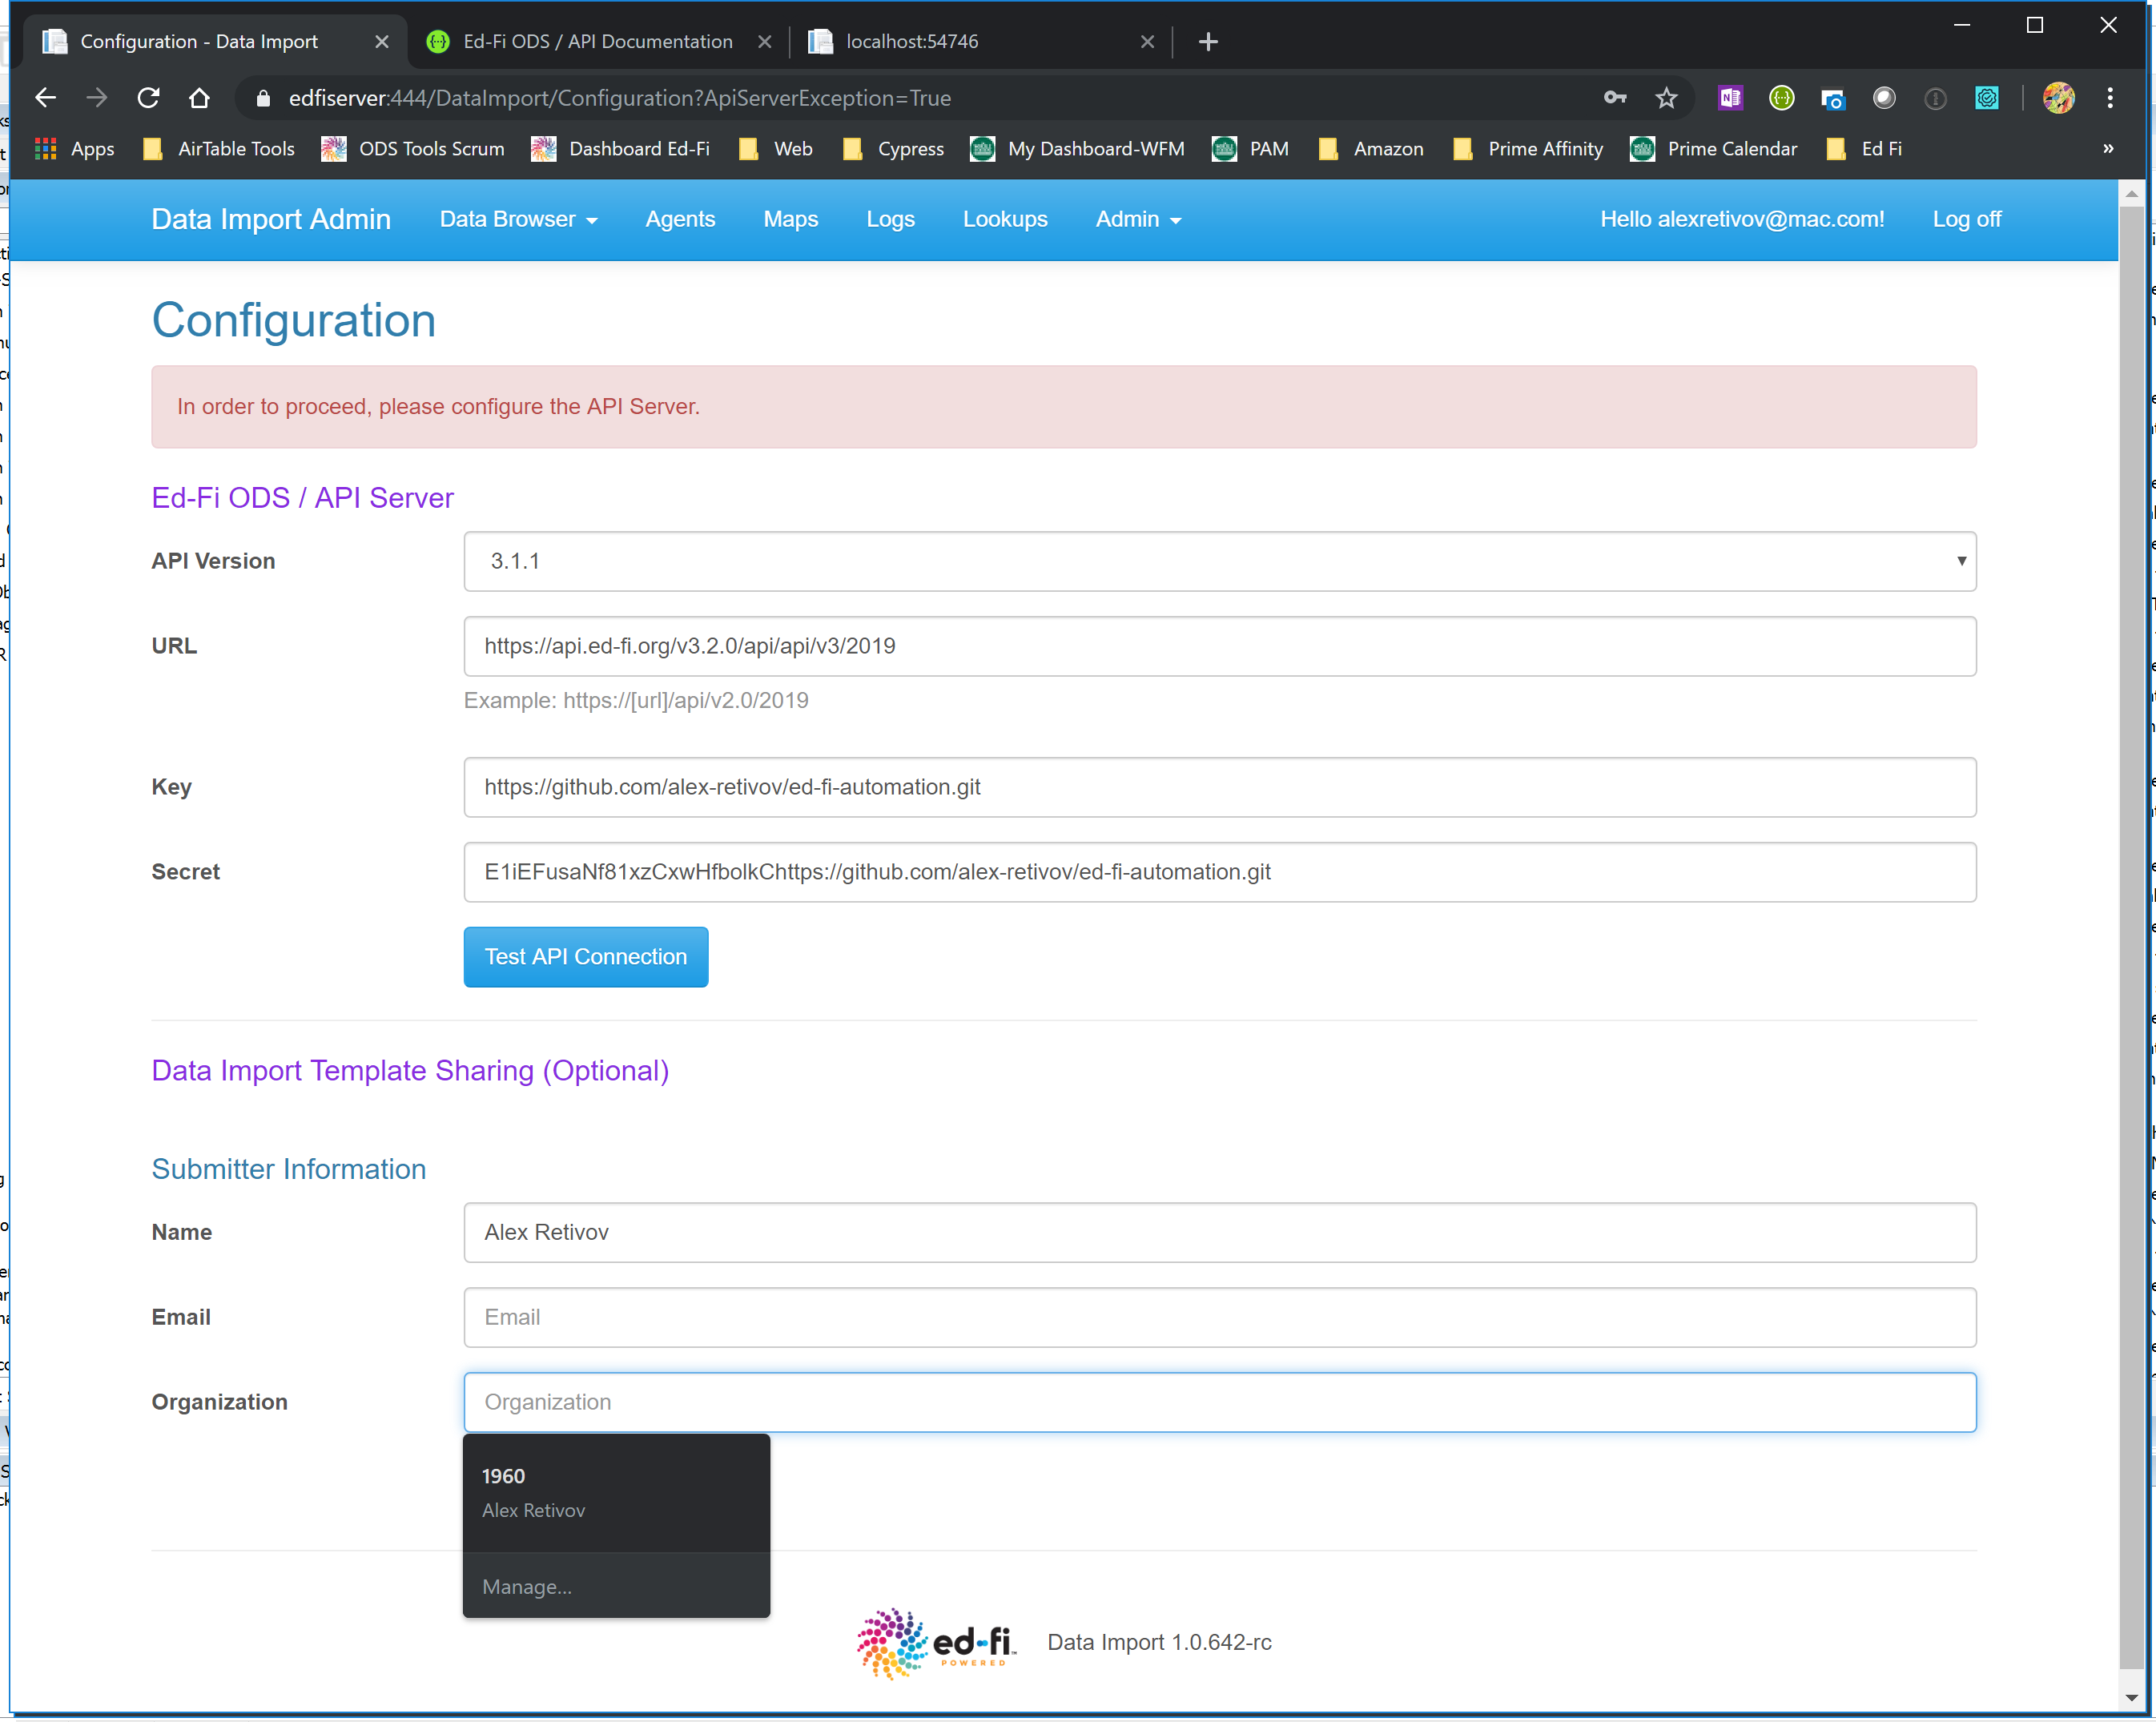 Configuration - Data Import
Ed-Fi ODS / API Documentation
localhost:54746
edfiserver:444/DataImport/Configuration?ApiServerException=True
Apps AirTable Tools ODS Tools Scrum Dashboard Ed-Fi Web Cypress My Dashboard-WFM PAM Amazon Prime Affinity Prime Calendar Ed Fi »
Data Import Admin Data Browser Agents Maps Logs Lookups Admin Hello alexretivov@mac.com! Log off
Configuration
In order to proceed, please configure the API Server.
Ed-Fi ODS / API Server
API Version 3.1.1
URL https://api.ed-fi.org/v3.2.0/api/api/v3/2019
Example: https://[url]/api/v2.0/2019
Key https://github.com/alex-retivov/ed-fi-automation.git
Secret E1iEFusaNf81xzCxwHfbolkChttps://github.com/alex-retivov/ed-fi-automation.git
Test API Connection
Data Import Template Sharing (Optional)
Submitter Information
Name Alex Retivov
Email Email
Organization Organization
1960
Alex Retivov
Manage...
ed-fi POWERED Data Import 1.0.642-rc